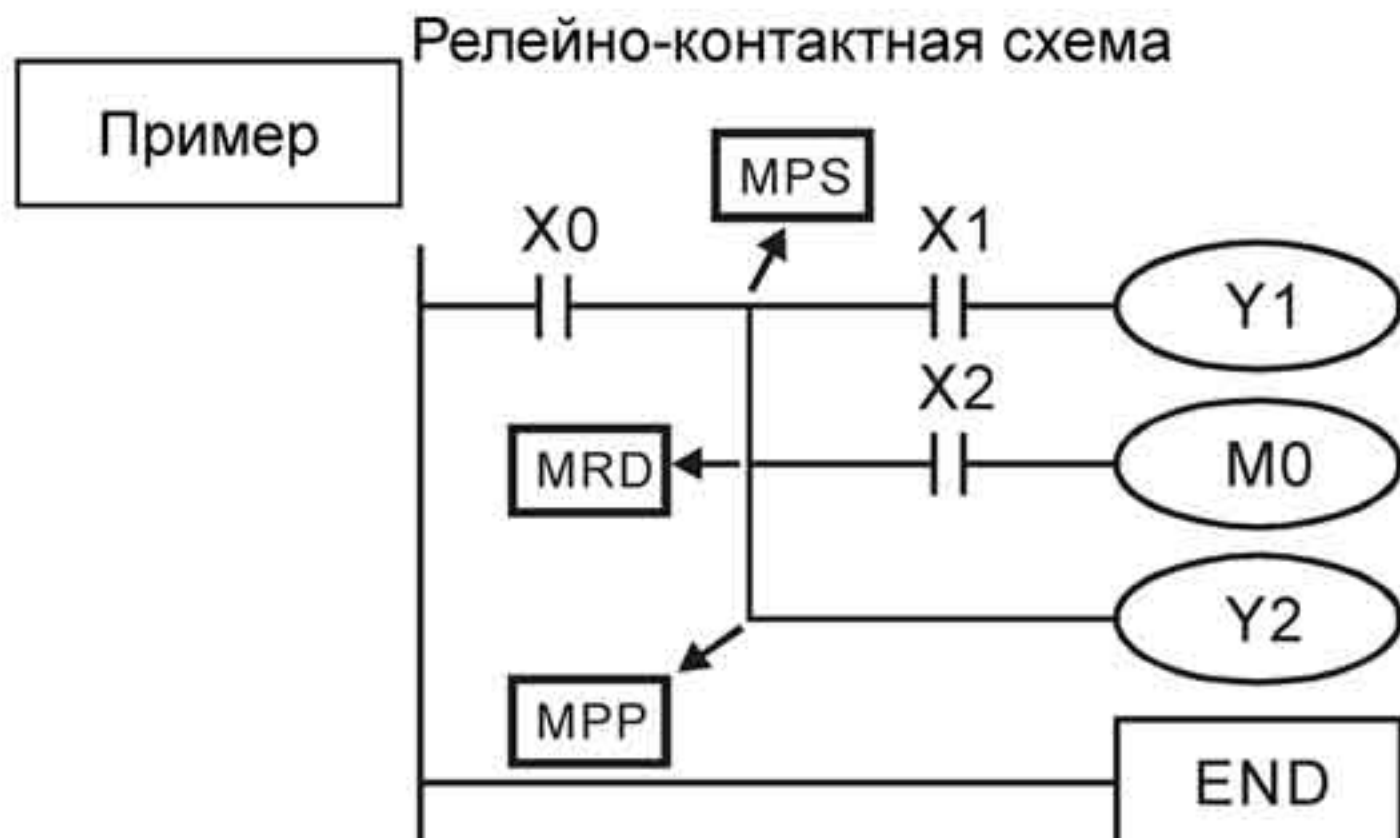 Релейно-контактная схема
Пример
MPS
X0
X1
Y1
X2
MRD
M0
Y2
MPP
END